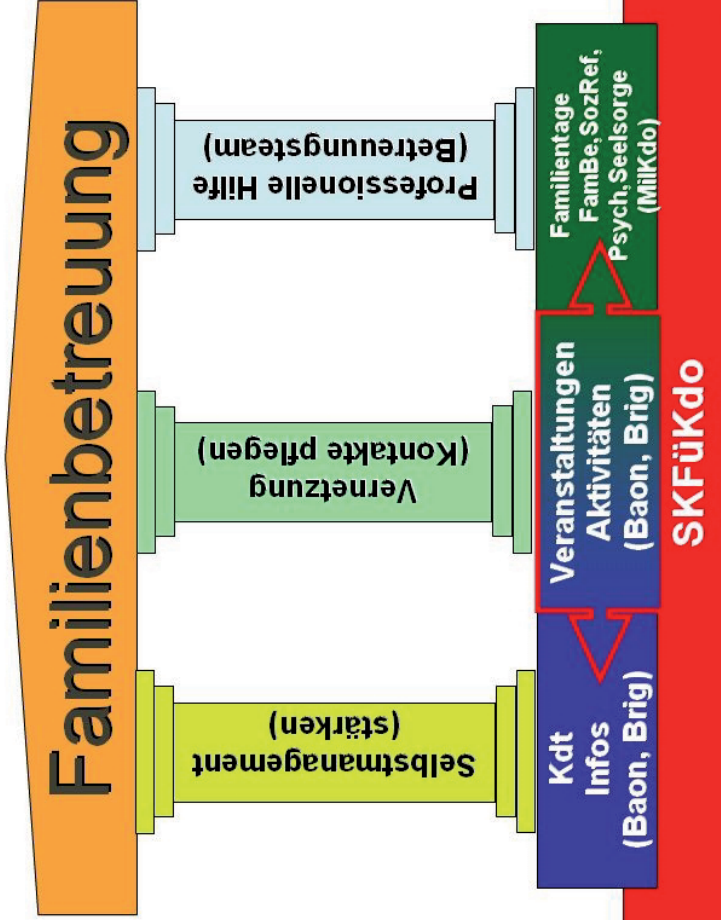 Familienbetreuung
Selbstmanagement
(stärken)
Vernetzung
(Kontakte pflegen)
Professionelle Hilfe
(Betreuungsteam)
Kdt
Infos
(Baon, Brig)
Veranstaltungen
Aktivitäten
(Baon, Brig)
Familientage
FamBe,SozRef,
Psych,Seelsorge
(MilKdo)
SKFüKdo